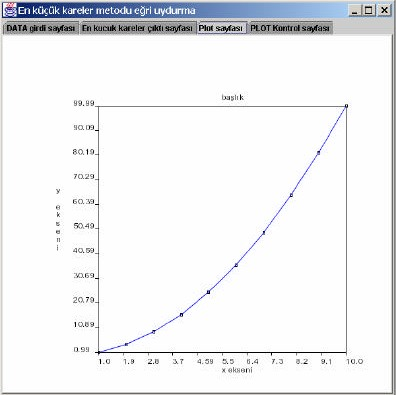 En küçük kareler metodu eğri uydurma
DATA girdi sayfası En kucuk kareler çıktı sayfası Plot sayfası PLOT Kontrol sayfası
başlık
99.99
90.09
80.19
70.29
60.39
50.49
40.59
30.69
20.79
10.89
0.99
y ekseni
1.0 1.9 2.8 3.7 4.59 5.5 6.4 7.3 8.2 9.1 10.0
x ekseni